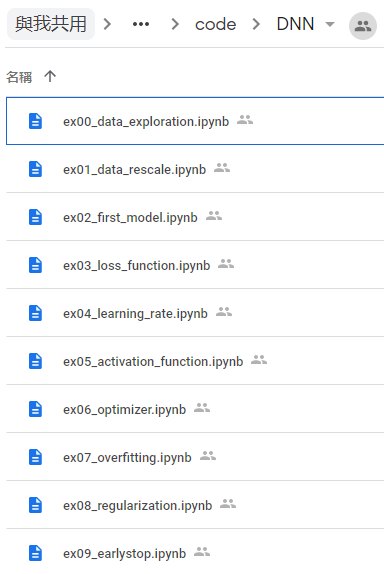 與我共用 > ... > code > DNN
名稱 ↑
ex00_data_exploration.ipynb
ex01_data_rescale.ipynb
ex02_first_model.ipynb
ex03_loss_function.ipynb
ex04_learning_rate.ipynb
ex05_activation_function.ipynb
ex06_optimizer.ipynb
ex07_overfitting.ipynb
ex08_regularization.ipynb
ex09_earlystop.ipynb